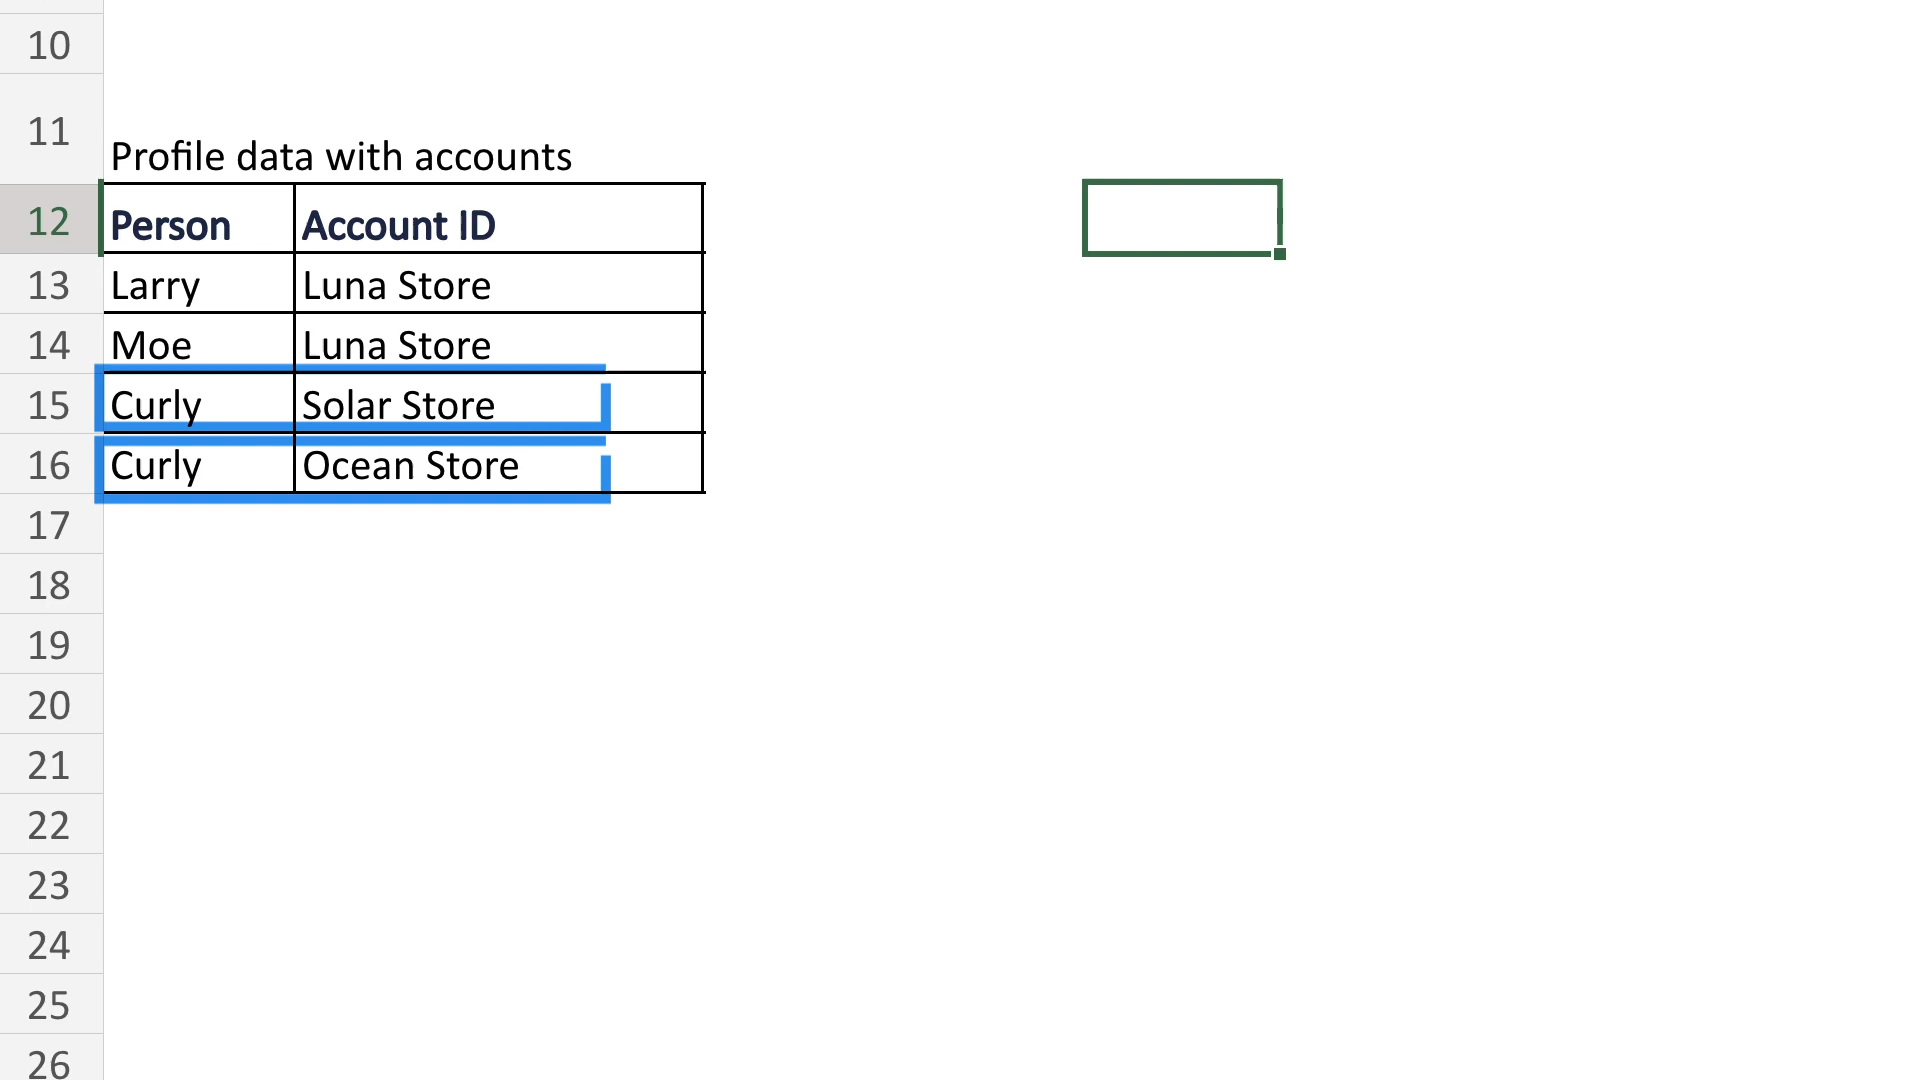 10
11 Profile data with accounts
12 Person Account ID
13 Larry Luna Store
14 Moe Luna Store
15 Curly Solar Store
16 Curly Ocean Store
17
18
19
20
21
22
23
24
25
26